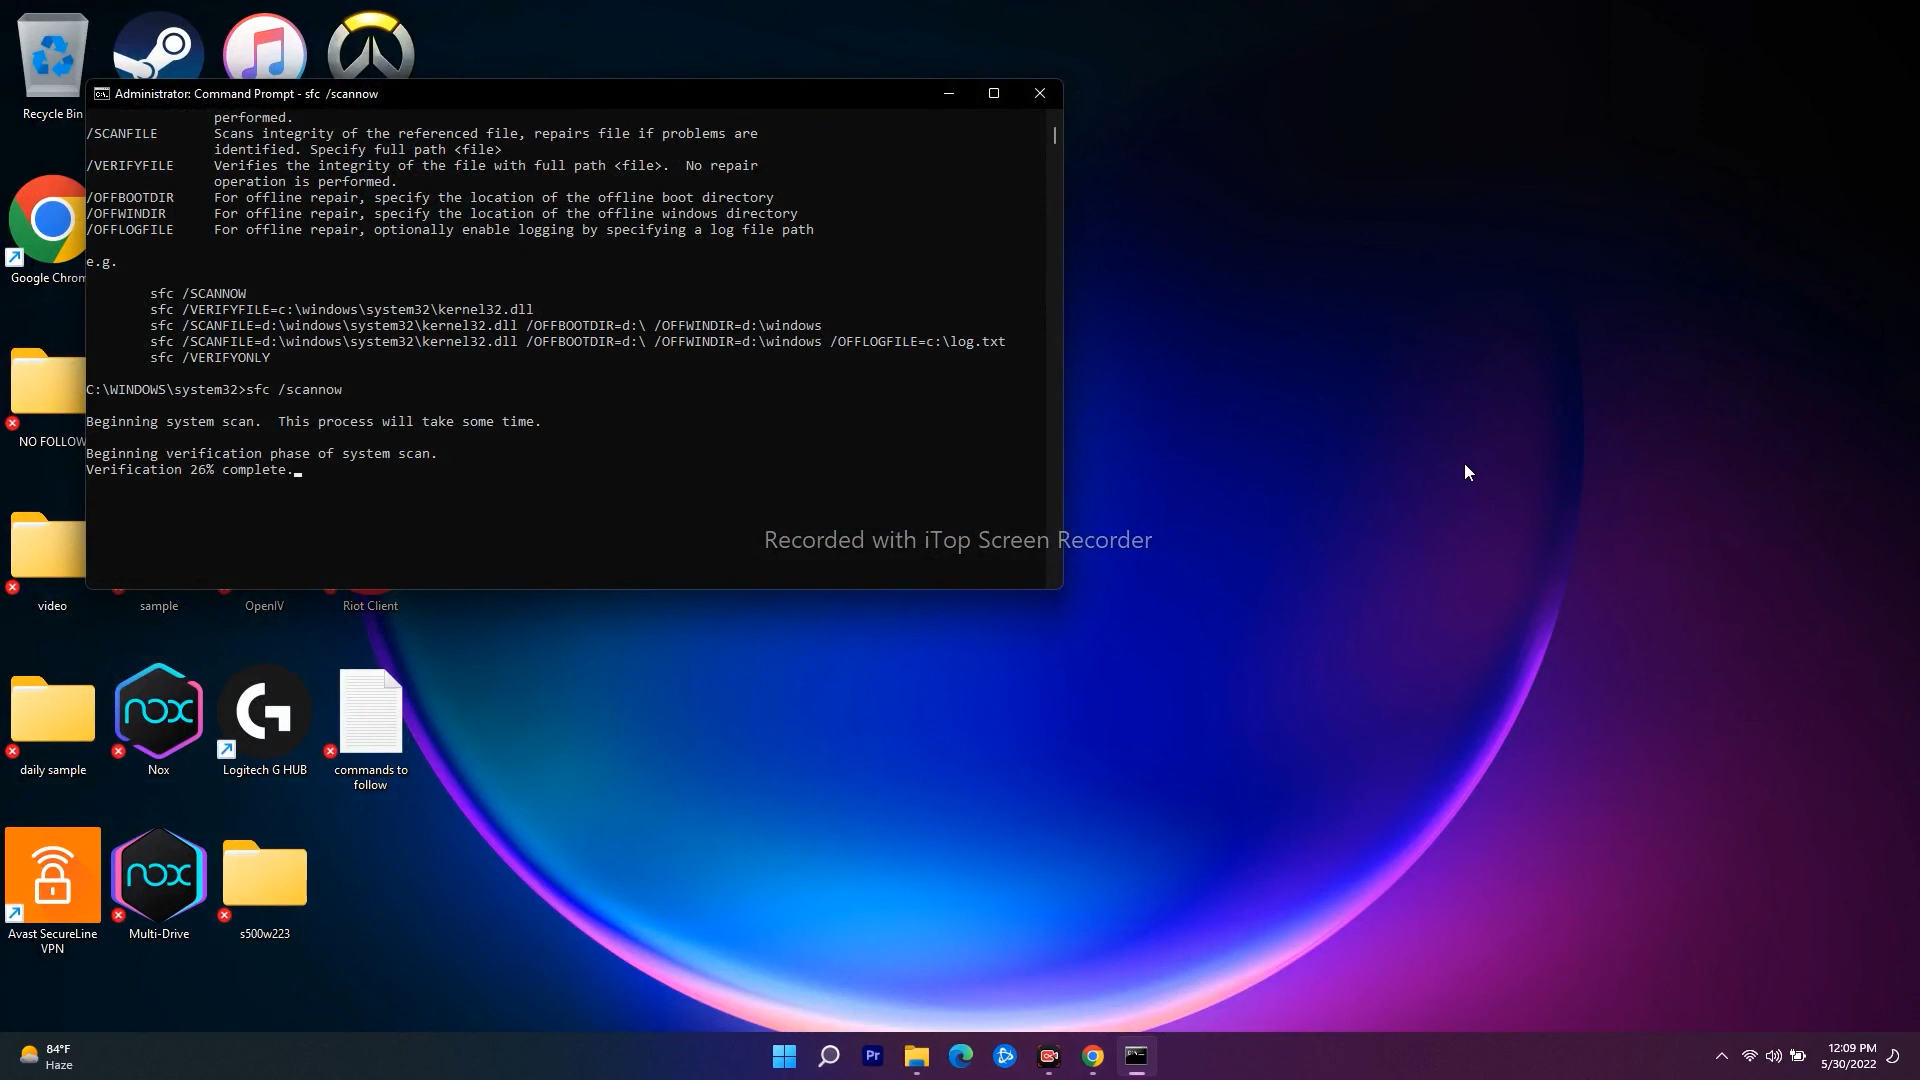 Recycle Bin
Administrator: Command Prompt - sfc  /scannow
performed.
/SCANFILE Scans integrity of the referenced file, repairs file if problems are
identified. Specify full path <file>
/VERIFYFILE Verifies the integrity of the file with full path <file>.  No repair
operation is performed.
/OFFBOOTDIR For offline repair, specify the location of the offline boot directory
/OFFWINDIR For offline repair, specify the location of the offline windows directory
/OFFLOGFILE For offline repair, optionally enable logging by specifying a log file path
e.g.
sfc /SCANNOW
sfc /VERIFYFILE=c:\windows\system32\kernel32.dll
sfc /SCANFILE=d:\windows\system32\kernel32.dll /OFFBOOTDIR=d:\ /OFFWINDIR=d:\windows
sfc /SCANFILE=d:\windows\system32\kernel32.dll /OFFBOOTDIR=d:\ /OFFWINDIR=d:\windows /OFFLOGFILE=c:\log.txt
sfc /VERIFYONLY
C:\WINDOWS\system32>sfc /scannow
Beginning system scan.  This process will take some time.
Beginning verification phase of system scan.
Verification 26% complete.
Recorded with iTop Screen Recorder
Google Chrom
NO FOLLOW
video
sample
OpenIV
Riot Client
nox
daily sample
Nox
Logitech G HUB
commands to
follow
nox
Avast SecureLine
VPN
Multi-Drive
s500w223
84°F
Haze
Pr
12:09 PM
5/30/2022